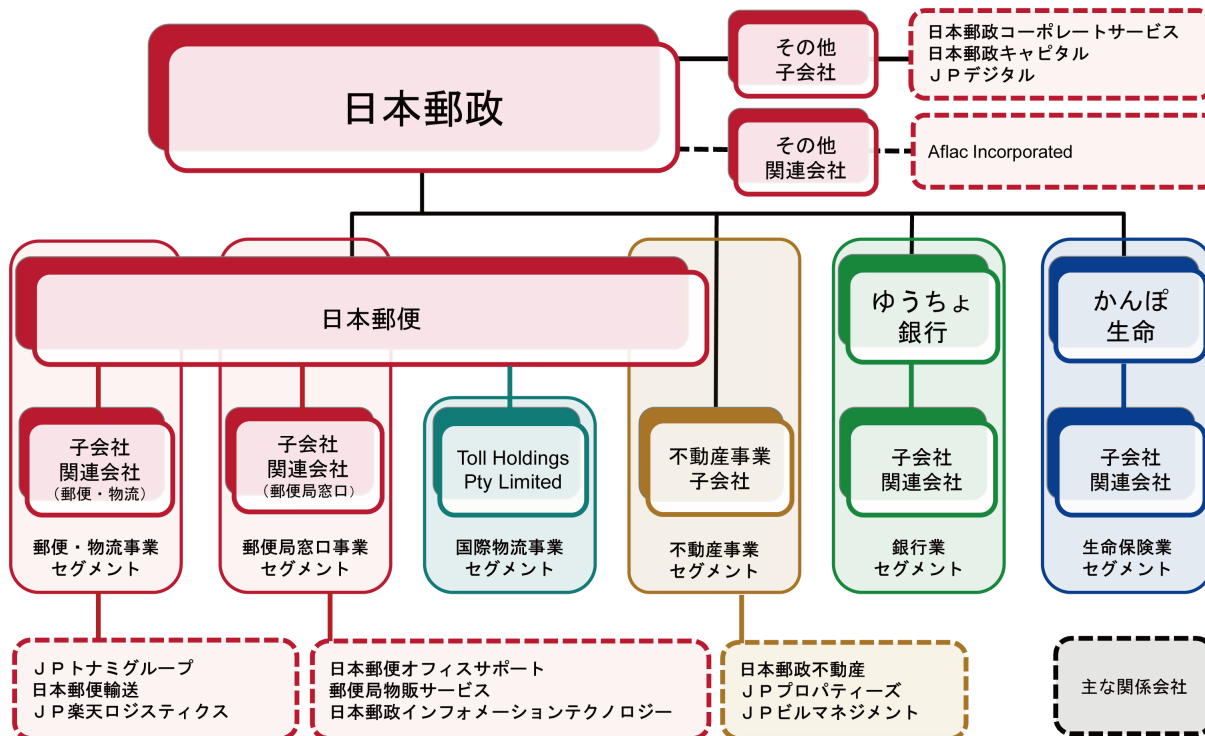 日本郵政
その他
子会社
日本郵政コーポレートサービス
日本郵政キャピタル
ＪＰデジタル
その他
関連会社
Aflac Incorporated
日本郵便
ゆうちょ
銀行
かんぽ
生命
子会社
関連会社
（郵便・物流）
子会社
関連会社
（郵便局窓口）
Toll Holdings
Pty Limited
不動産事業
子会社
子会社
関連会社
子会社
関連会社
郵便・物流事業
セグメント
郵便局窓口事業
セグメント
国際物流事業
セグメント
不動産事業
セグメント
銀行業
セグメント
生命保険業
セグメント
ＪＰトナミグループ
日本郵便輸送
ＪＰ楽天ロジスティクス
日本郵便オフィスサポート
郵便局物販サービス
日本郵政インフォメーションテクノロジー
日本郵政不動産
ＪＰプロパティーズ
ＪＰビルマネジメント
主な関係会社